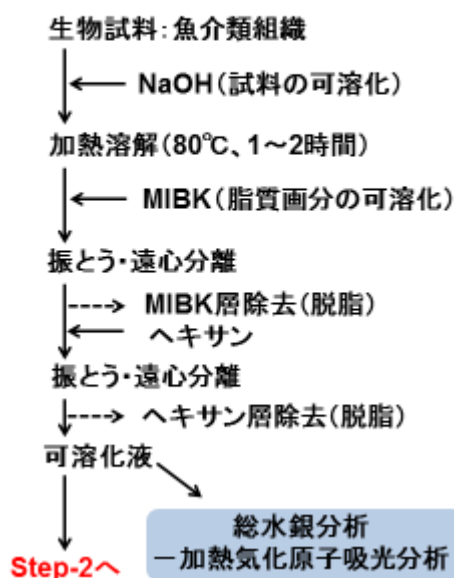 生物試料：魚介類組織
NaOH（試料の可溶化）
加熱溶解（80℃、1～2時間）
MIBK（脂質画分の可溶化）
振とう・遠心分離
MIBK層除去（脱脂）
ヘキサン
振とう・遠心分離
ヘキサン層除去（脱脂）
可溶化液
総水銀分析
－加熱気化原子吸光分析
Step-2へ